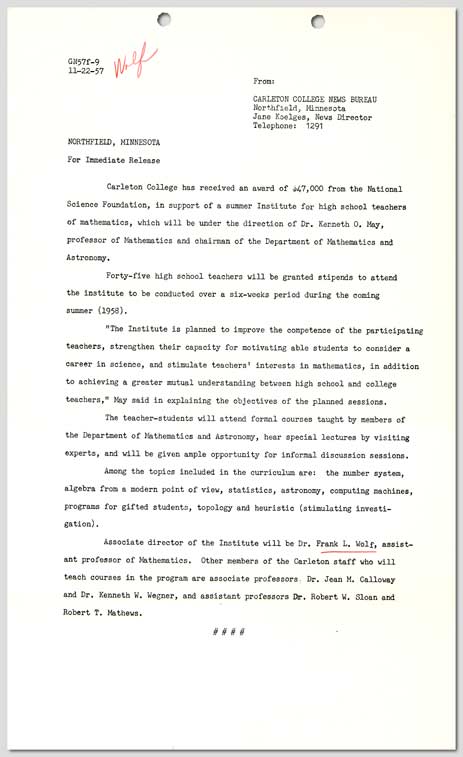 GN57f-9
11-22-57
Wolf
From:
CARLETON COLLEGE NEWS BUREAU
Northfield, Minnesota
Jane Koelges, News Director
Telephone: 1291
NORTHFIELD, MINNESOTA
For Immediate Release
Carleton College has received an award of $47,000 from the National
Science Foundation, in support of a summer Institute for high school teachers
of mathematics, which will be under the direction of Dr. Kenneth O. May,
professor of Mathematics and chairman of the Department of Mathematics and
Astronomy.
Forty-five high school teachers will be granted stipends to attend
the institute to be conducted over a six-weeks period during the coming
summer (1958).
"The Institute is planned to improve the competence of the participating
teachers, strengthen their capacity for motivating able students to consider a
career in science, and stimulate teachers' interests in mathematics, in addition
to achieving a greater mutual understanding between high school and college
teachers," May said in explaining the objectives of the planned sessions.
The teacher-students will attend formal courses taught by members of
the Department of Mathematics and Astronomy, hear special lectures by visiting
experts, and will be given ample opportunity for informal discussion sessions.
Among the topics included in the curriculum are: the number system,
algebra from a modern point of view, statistics, astronomy, computing machines,
programs for gifted students, topology and heuristic (stimulating investi-
gation).
Associate director of the Institute will be Dr. Frank L. Wolf, assist-
ant professor of Mathematics. Other members of the Carleton staff who will
teach courses in the program are associate professors Dr. Jean M. Calloway
and Dr. Kenneth W. Wegner, and assistant professors Dr. Robert W. Sloan and
Robert T. Mathews.
# # # #